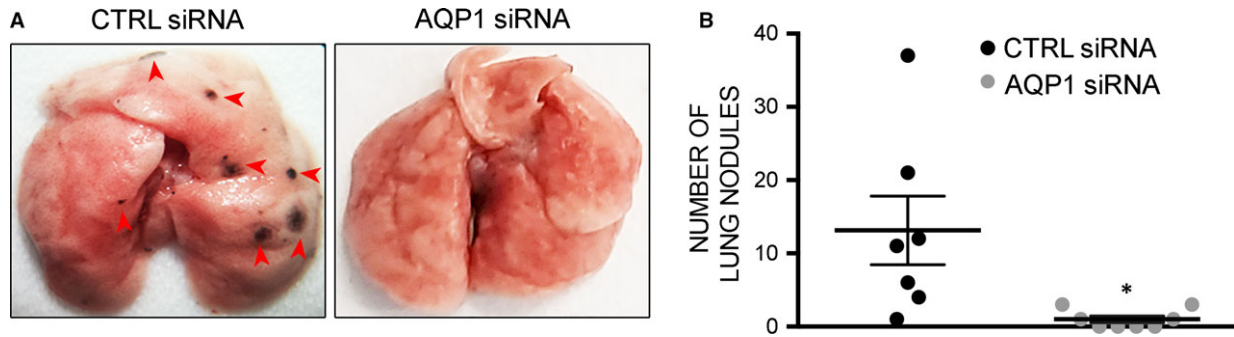 A
CTRL siRNA
AQP1 siRNA
B
NUMBER OF
LUNG NODULES
40
30
20
10
0
CTRL siRNA
AQP1 siRNA
*